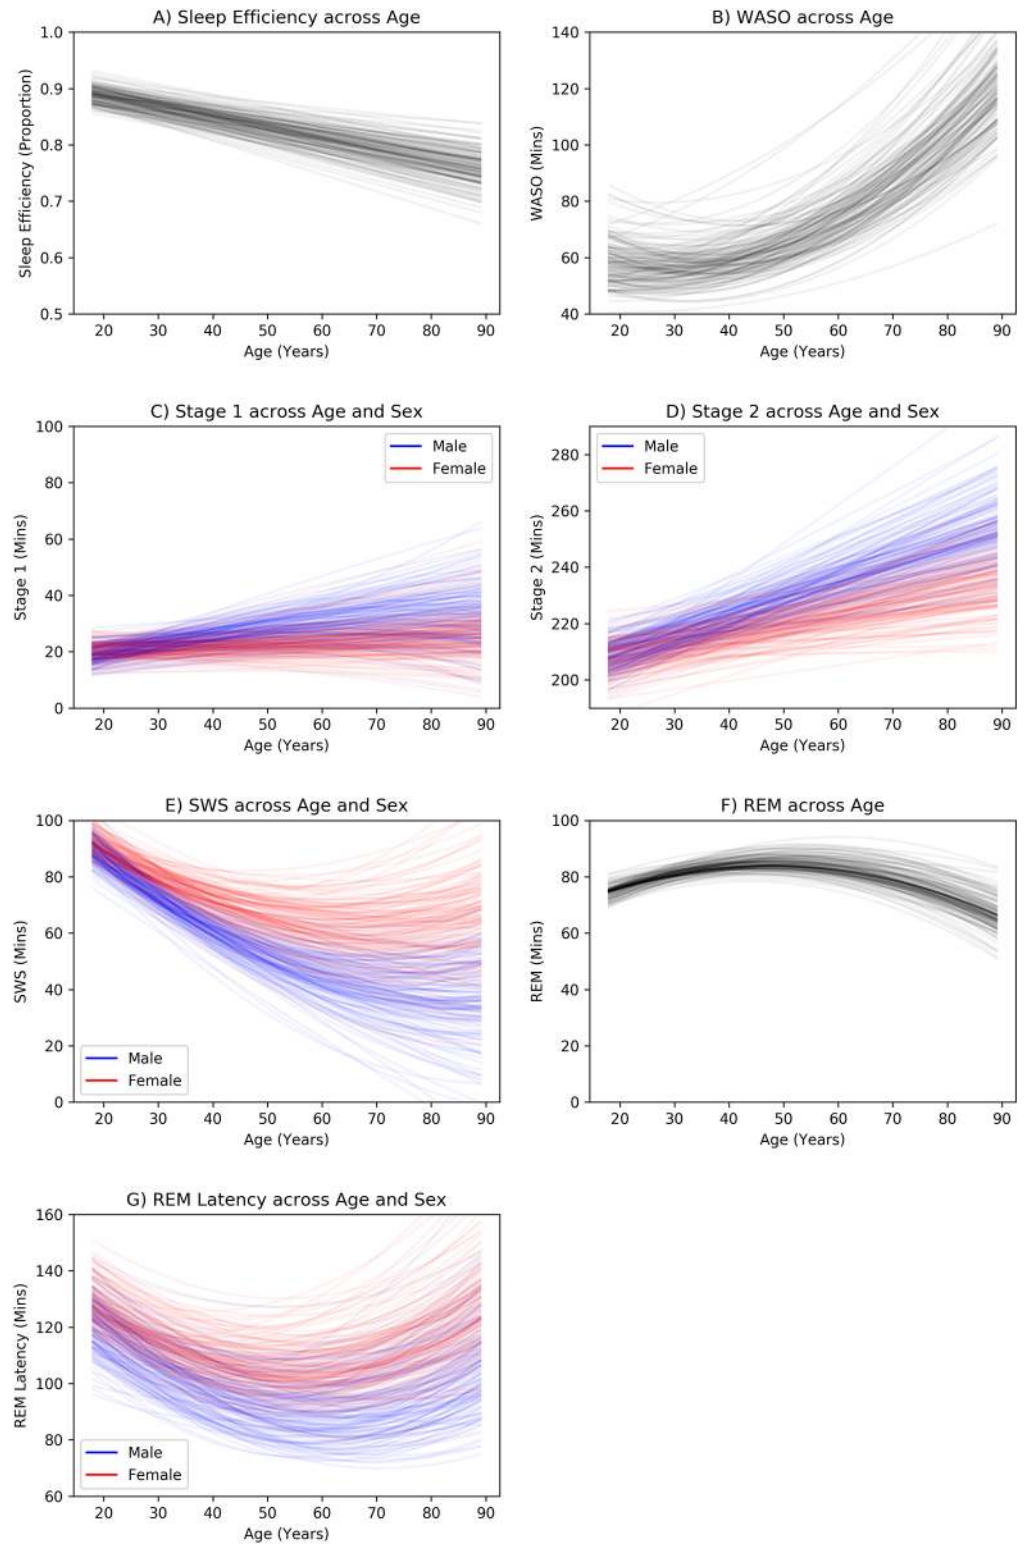 A) Sleep Efficiency across Age
1.0
0.9
0.8
0.7
0.6
0.5
Sleep Efficiency (Proportion)
20 30 40 50 60 70 80 90
Age (Years)
B) WASO across Age
140
120
100
80
60
40
WASO (Mins)
20 30 40 50 60 70 80 90
Age (Years)
C) Stage 1 across Age and Sex
100
80
60
40
20
0
Stage 1 (Mins)
Male
Female
20 30 40 50 60 70 80 90
Age (Years)
D) Stage 2 across Age and Sex
280
260
240
220
200
Stage 2 (Mins)
Male
Female
20 30 40 50 60 70 80 90
Age (Years)
E) SWS across Age and Sex
100
80
60
40
20
0
SWS (Mins)
Male
Female
20 30 40 50 60 70 80 90
Age (Years)
F) REM across Age
100
80
60
40
20
0
REM (Mins)
20 30 40 50 60 70 80 90
Age (Years)
G) REM Latency across Age and Sex
160
140
120
100
80
60
REM Latency (Mins)
Male
Female
20 30 40 50 60 70 80 90
Age (Years)